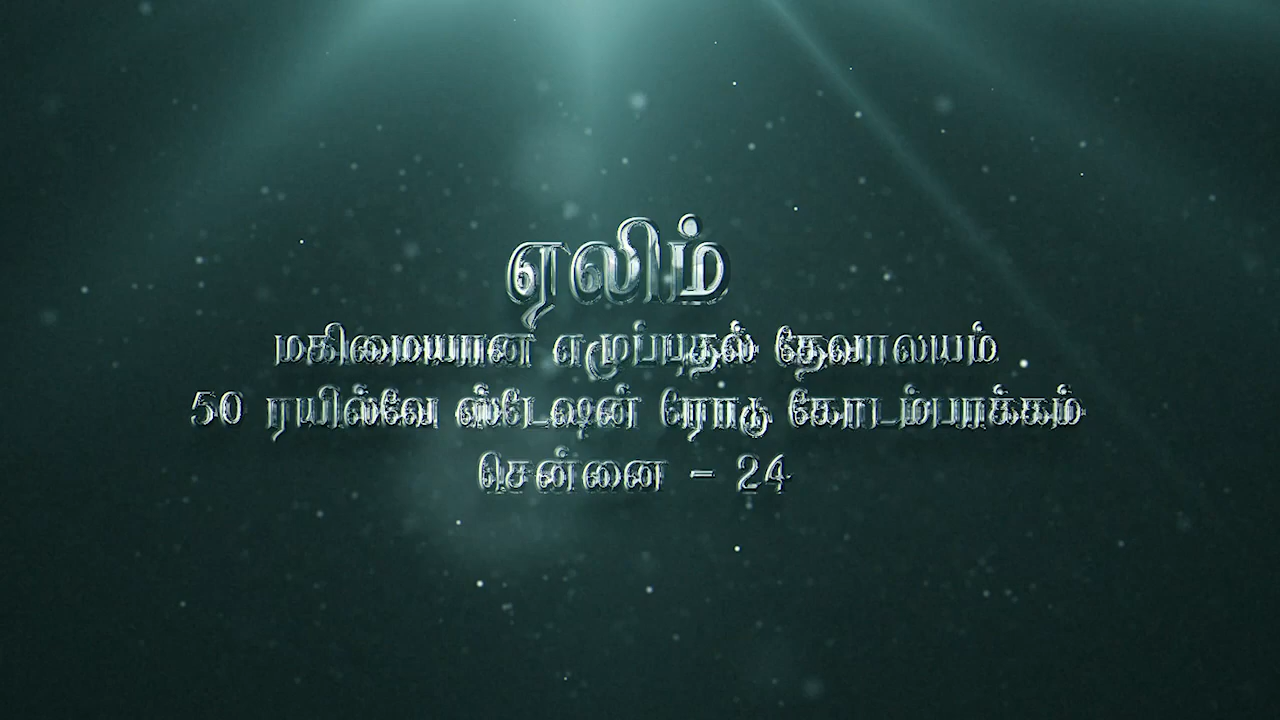 ஏலிம்
மகிமையான எழுப்புதல் தேவாலயம்
50 ரயில்வே ஸ்டேஷன் ரோடு கோடம்பாக்கம்
சென்னை - 24